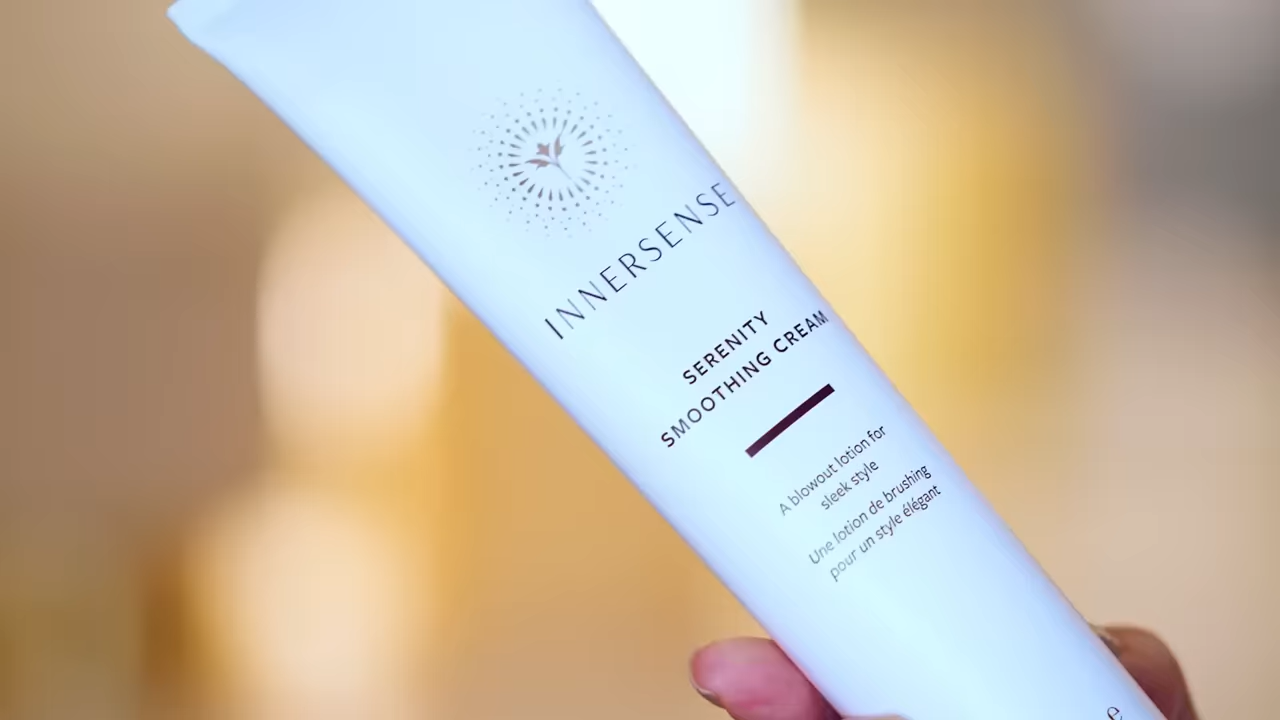 INNERSENSE
SERENITY
SMOOTHING CREAM
A blowout lotion for
sleek style
Une lotion de brushing
pour un style élégant
e